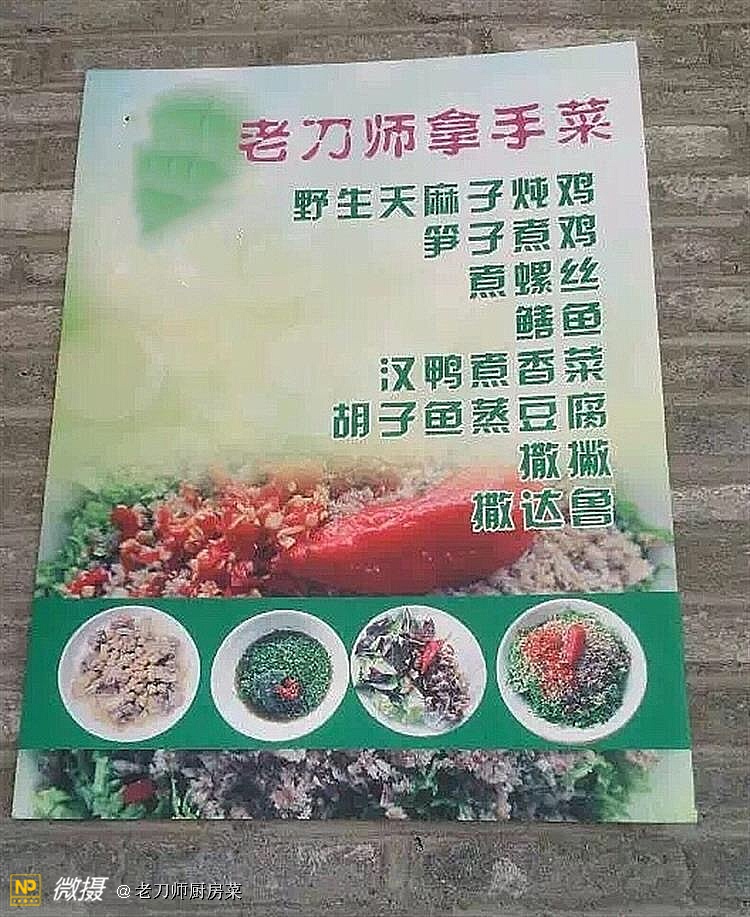 老刀师拿手菜
野生天麻子炖鸡
笋子煮鸡
煮螺丝
鳝鱼
汉鸭煮香菜
胡子鱼蒸豆腐
撒撇
撒达鲁
NP 微摄 @老刀师厨房菜